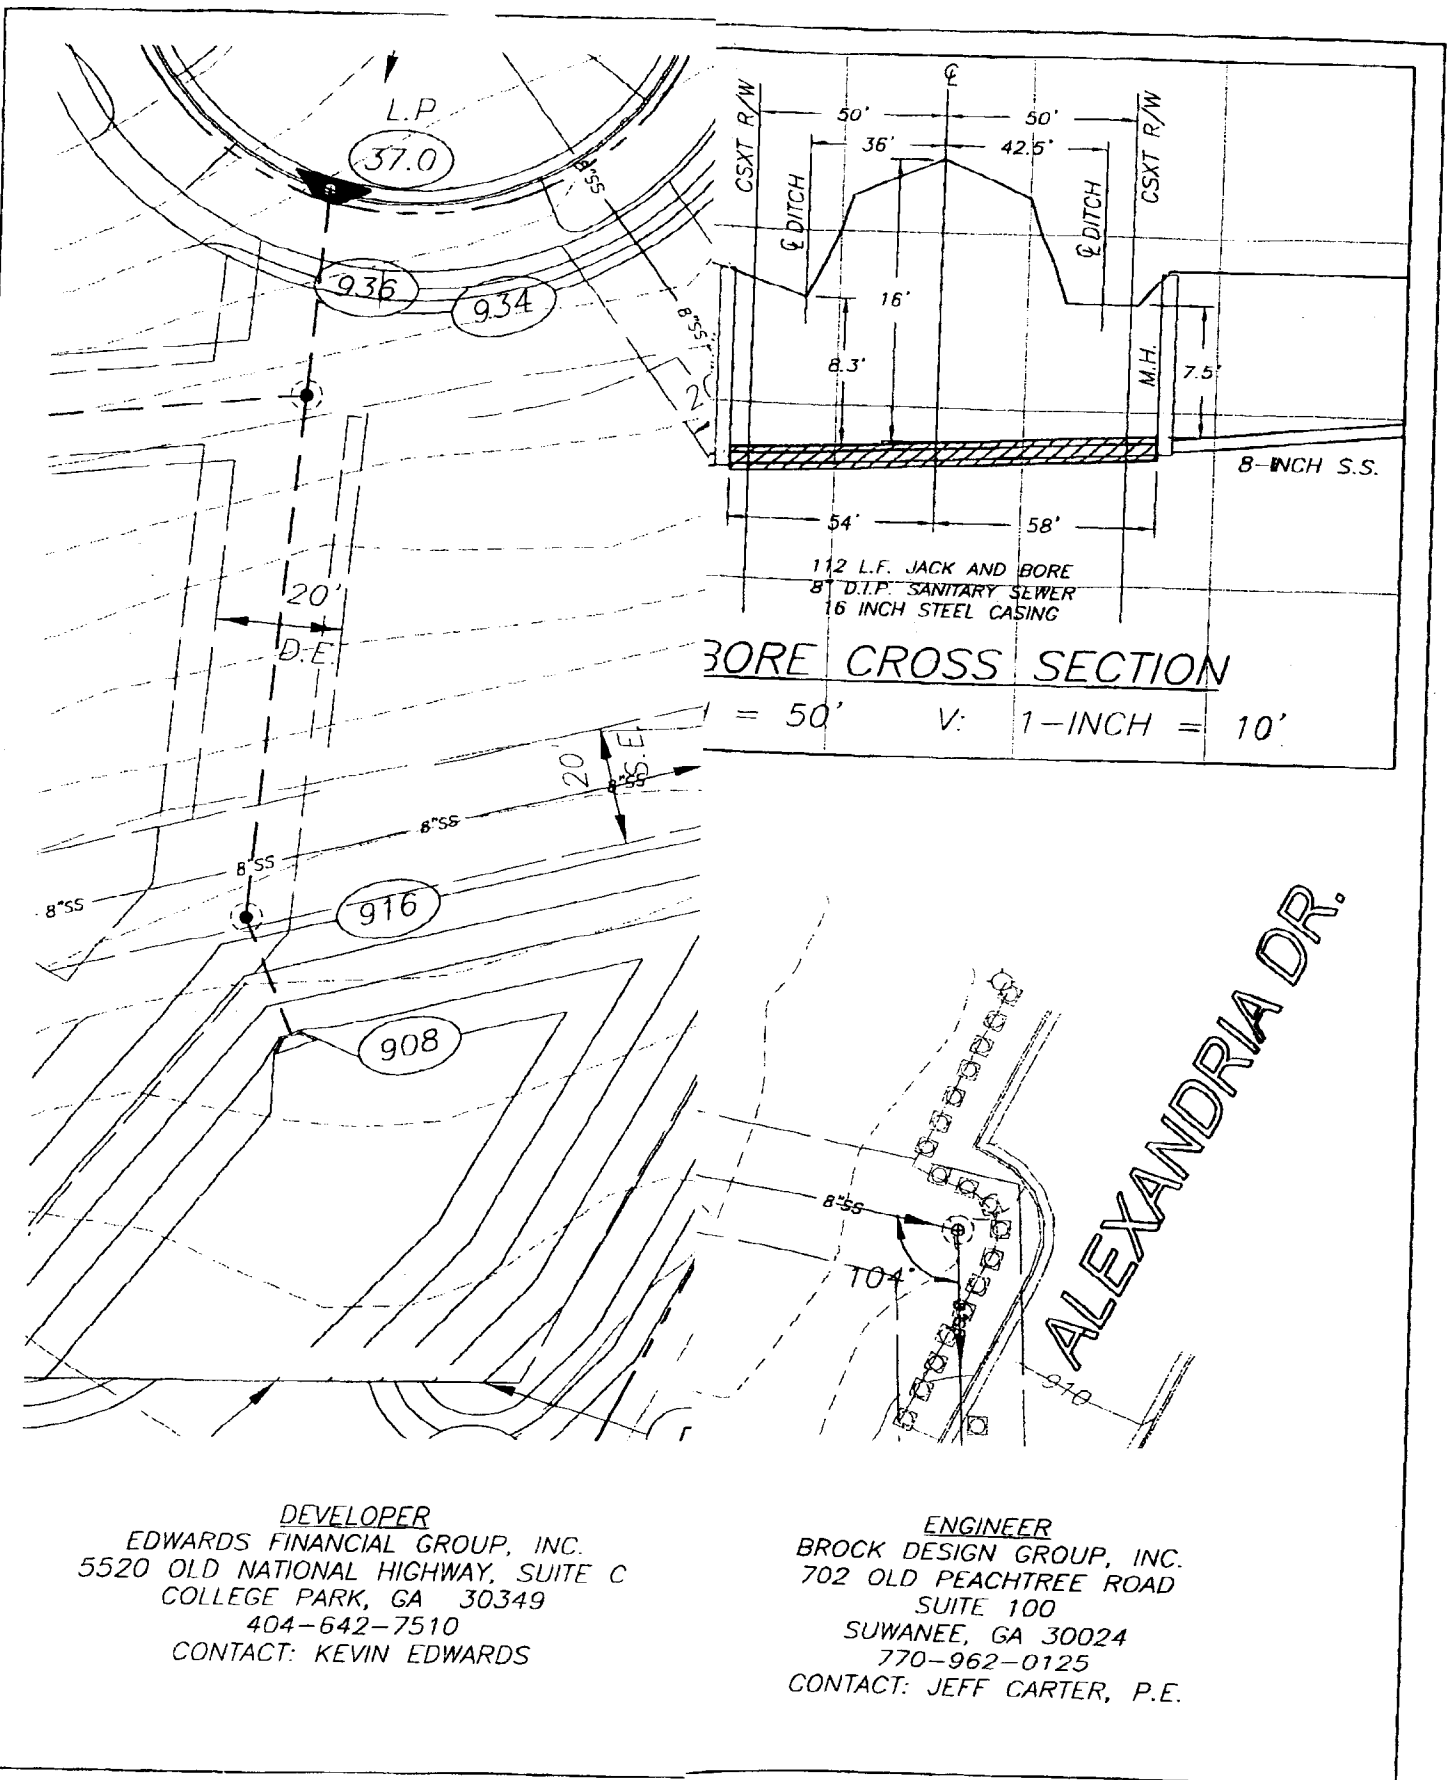 L.P
37.0
8"SS
936
934
8"SS
20'
D.E.
20'
S.E.
8"SS
8"SS
8"SS
8"SS
916
908
℄
CSXT R/W
50'
50'
CSXT R/W
36'
42.5'
℄ DITCH
℄ DITCH
16'
8.3'
M.H.
7.5'
8-INCH S.S.
54'
58'
112 L.F. JACK AND BORE
8" D.I.P. SANITARY SEWER
16 INCH STEEL CASING
BORE CROSS SECTION
= 50' V: 1-INCH = 10'
ALEXANDRIA DR.
8"SS
104°
910
DEVELOPER
EDWARDS FINANCIAL GROUP, INC.
5520 OLD NATIONAL HIGHWAY, SUITE C
COLLEGE PARK, GA 30349
404-642-7510
CONTACT: KEVIN EDWARDS
ENGINEER
BROCK DESIGN GROUP, INC.
702 OLD PEACHTREE ROAD
SUITE 100
SUWANEE, GA 30024
770-962-0125
CONTACT: JEFF CARTER, P.E.